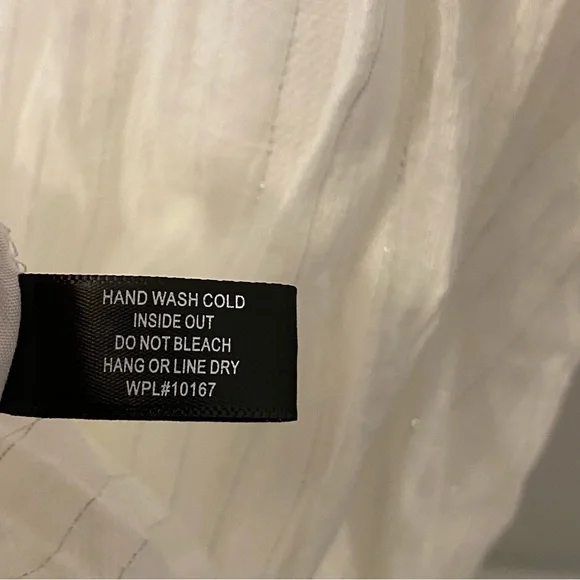 HAND WASH COLD
INSIDE OUT
DO NOT BLEACH
HANG OR LINE DRY
WPL#10167